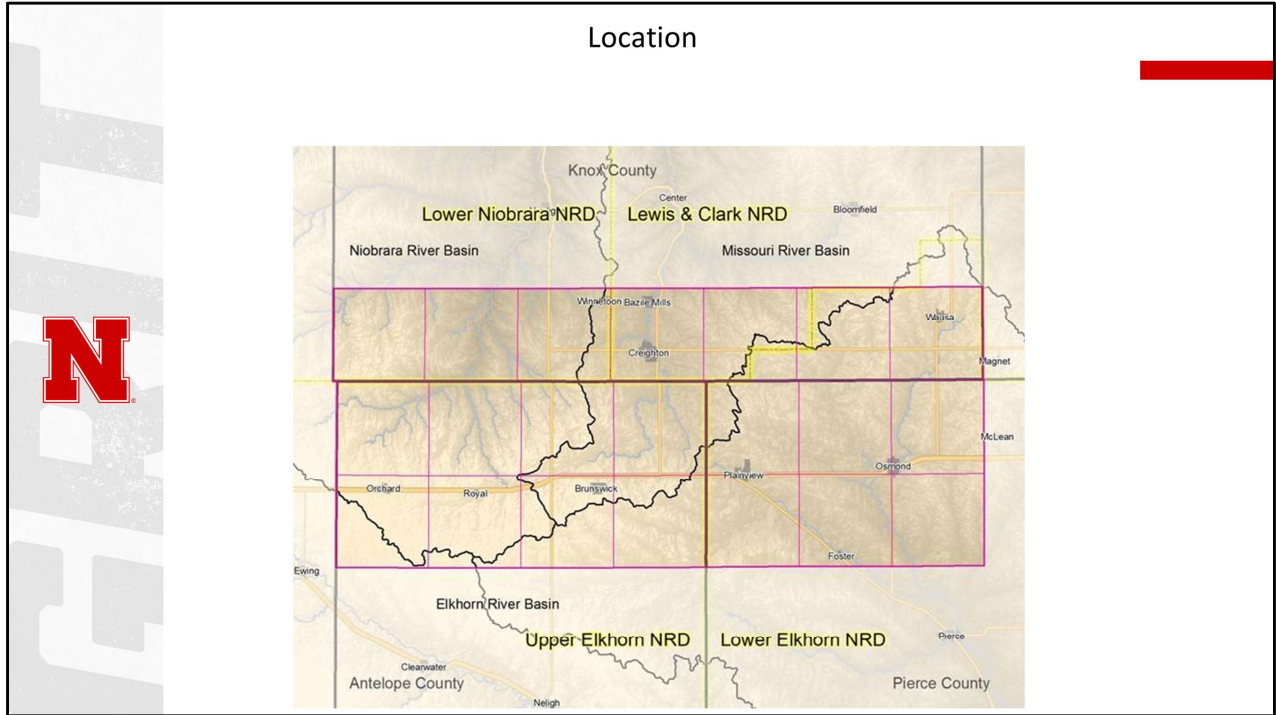 Location
Knox County
Center
Lower Niobrara NRD
Lewis & Clark NRD
Bloomfield
Niobrara River Basin
Missouri River Basin
Winnetoon
Bazile Mills
Wausa
Creighton
Magnet
McLean
Osmond
Plainview
Orchard
Royal
Brunswick
Foster
Ewing
Elkhorn River Basin
Upper Elkhorn NRD
Lower Elkhorn NRD
Pierce
Clearwater
Antelope County
Pierce County
Neligh
N
GRIT